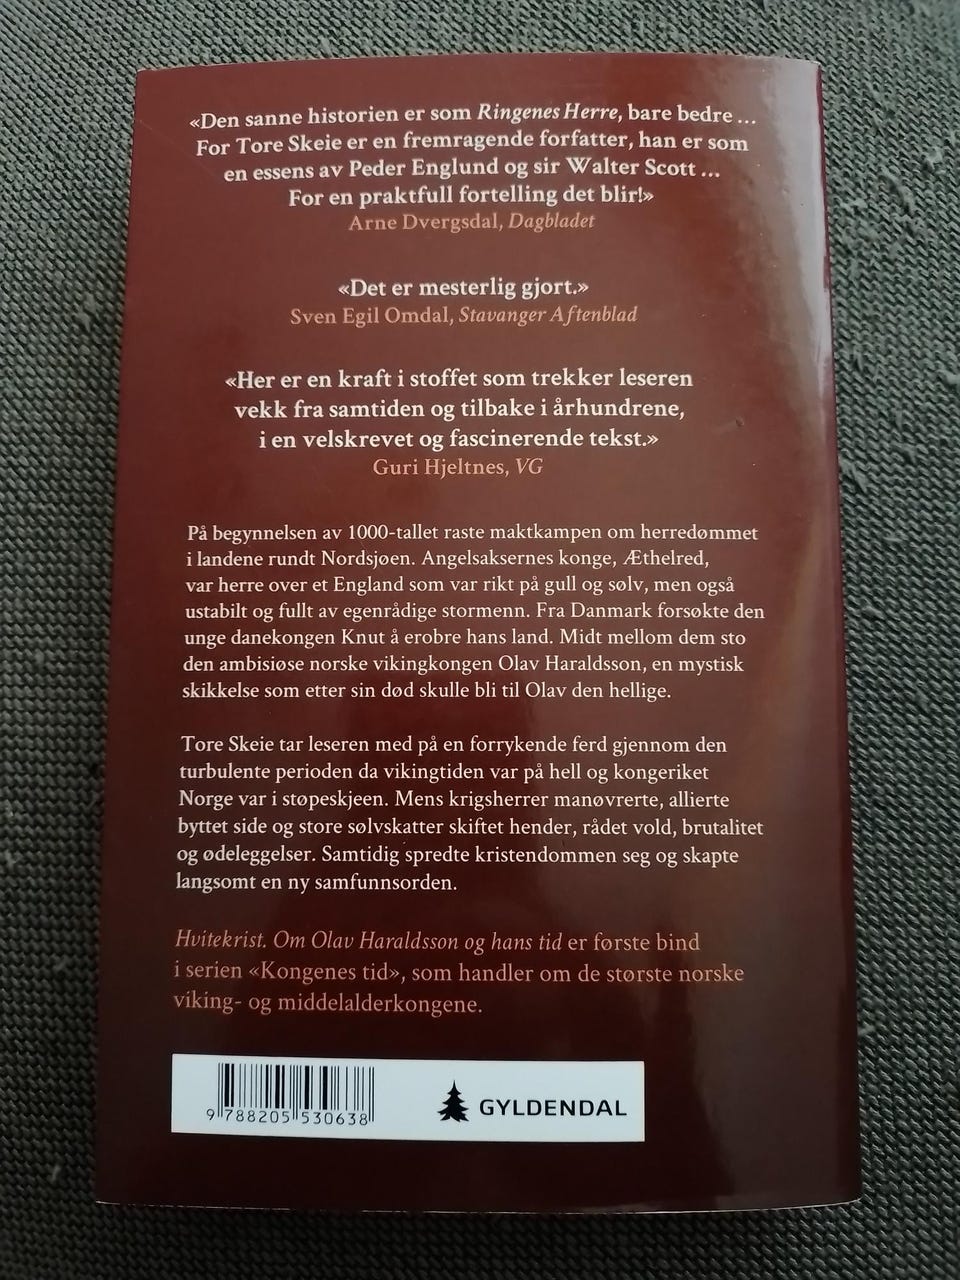 «Den sanne historien er som Ringenes Herre, bare bedre ...
For Tore Skeie er en fremragende forfatter, han er som
en essens av Peder Englund og sir Walter Scott ...
For en praktfull fortelling det blir!»
Arne Dvergsdal, Dagbladet
«Det er mesterlig gjort.»
Sven Egil Omdal, Stavanger Aftenblad
«Her er en kraft i stoffet som trekker leseren
vekk fra samtiden og tilbake i århundrene,
i en velskrevet og fascinerende tekst.»
Guri Hjeltnes, VG
På begynnelsen av 1000-tallet raste maktkampen om herredømmet
i landene rundt Nordsjøen. Angelsaksernes konge, Æthelred,
var herre over et England som var rikt på gull og sølv, men også
ustabilt og fullt av egenrådige stormenn. Fra Danmark forsøkte den
unge danekongen Knut å erobre hans land. Midt mellom dem sto
den ambisiøse norske vikingkongen Olav Haraldsson, en mystisk
skikkelse som etter sin død skulle bli til Olav den hellige.
Tore Skeie tar leseren med på en forrykende ferd gjennom den
turbulente perioden da vikingtiden var på hell og kongeriket
Norge var i støpeskjeen. Mens krigsherrer manøvrerte, allierte
byttet side og store sølvskatter skiftet hender, rådet vold, brutalitet
og ødeleggelser. Samtidig spredte kristendommen seg og skapte
langsomt en ny samfunnsorden.
Hvitekrist. Om Olav Haraldsson og hans tid er første bind
i serien «Kongenes tid», som handler om de største norske
viking- og middelalderkongene.
9 788205 530638
GYLDENDAL